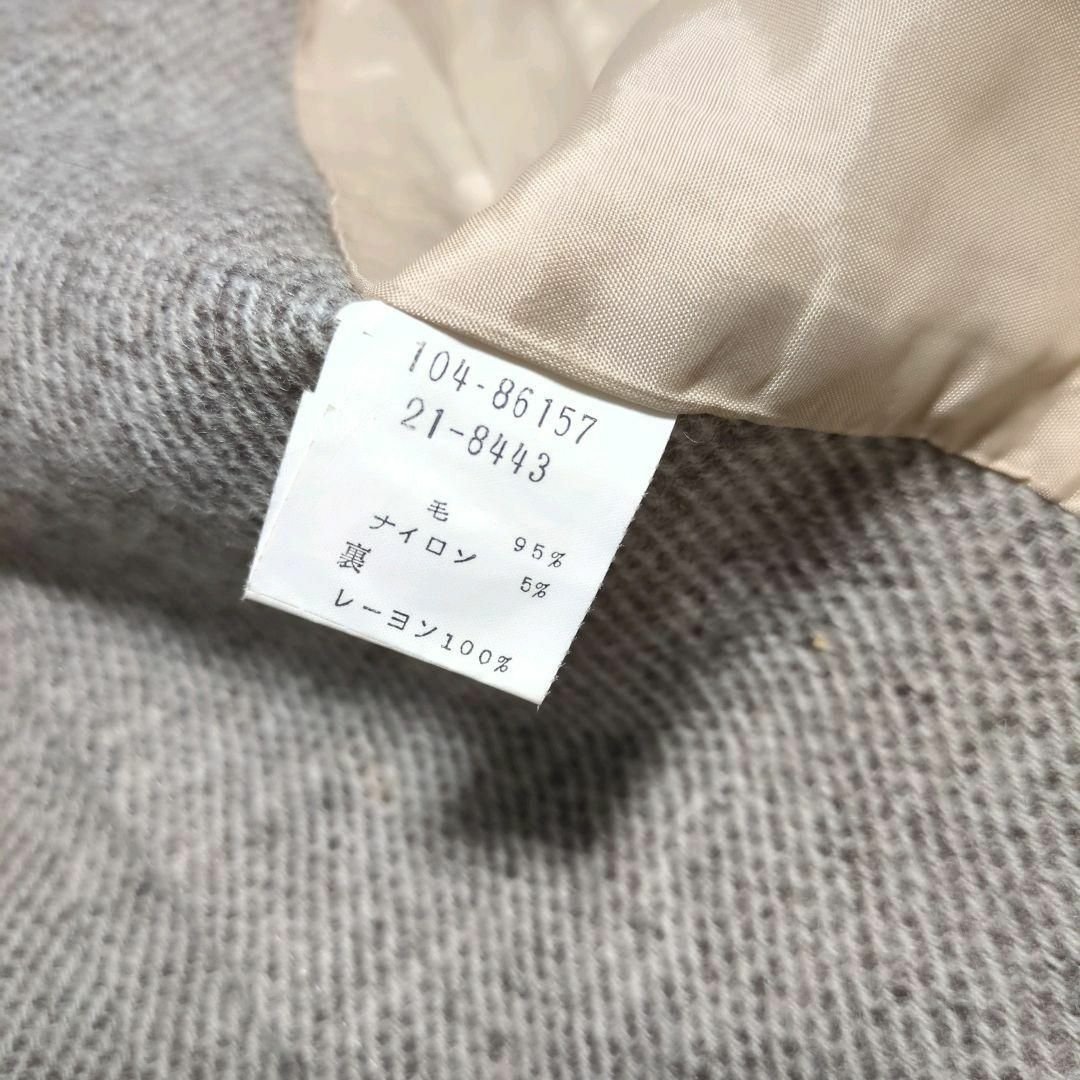 104-86157
21-8443
毛 95%
ナイロン 5%
裏
レーヨン100%